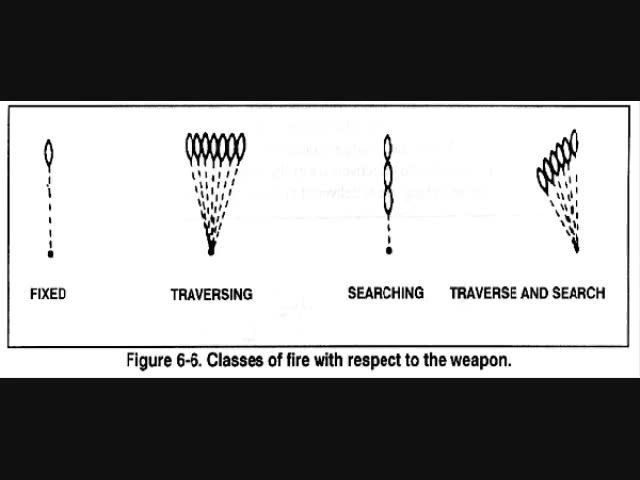 FIXED TRAVERSING SEARCHING TRAVERSE AND SEARCH
Figure 6-6. Classes of fire with respect to the weapon.